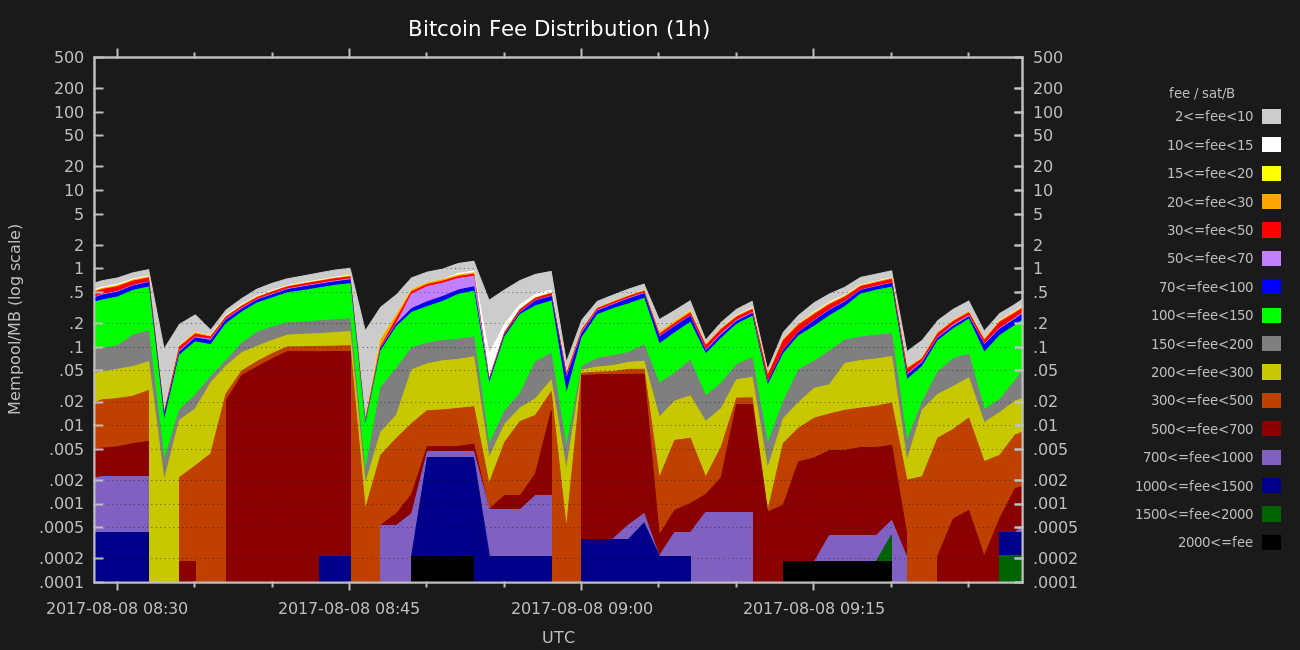 Bitcoin Fee Distribution (1h)
500
200
100
50
20
10
5
2
1
.5
.2
.1
.05
.02
.01
.005
.002
.001
.0005
.0002
.0001
Mempool/MB (log scale)
500
200
100
50
20
10
5
2
1
.5
.2
.1
.05
.02
.01
.005
.002
.001
.0005
.0002
.0001
fee / sat/B
2<=fee<10
10<=fee<15
15<=fee<20
20<=fee<30
30<=fee<50
50<=fee<70
70<=fee<100
100<=fee<150
150<=fee<200
200<=fee<300
300<=fee<500
500<=fee<700
700<=fee<1000
1000<=fee<1500
1500<=fee<2000
2000<=fee
2017-08-08 08:30 2017-08-08 08:45 2017-08-08 09:00 2017-08-08 09:15
UTC